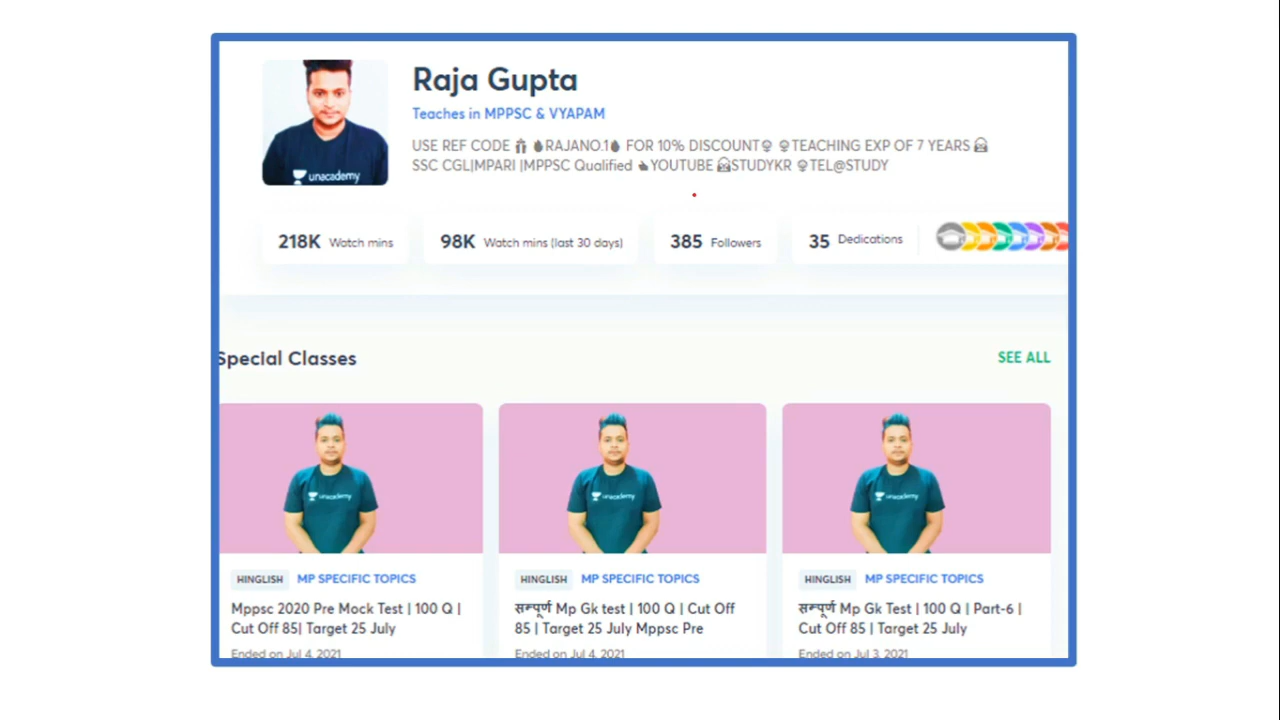 Raja Gupta
Teaches in MPPSC & VYAPAM
USE REF CODE RAJANO.1 FOR 10% DISCOUNT TEACHING EXP OF 7 YEARS
SSC CGL|MPARI |MPPSC Qualified YOUTUBE STUDYKR TEL@STUDY
unacademy
218K Watch mins 98K Watch mins (last 30 days) 385 Followers 35 Dedications
Special Classes SEE ALL
unacademy unacademy unacademy
HINGLISH MP SPECIFIC TOPICS
Mppsc 2020 Pre Mock Test | 100 Q |
Cut Off 85| Target 25 July
Ended on Jul 4, 2021
HINGLISH MP SPECIFIC TOPICS
सम्पूर्ण Mp Gk test | 100 Q | Cut Off
85 | Target 25 July Mppsc Pre
Ended on Jul 4, 2021
HINGLISH MP SPECIFIC TOPICS
सम्पूर्ण Mp Gk Test | 100 Q | Part-6 |
Cut Off 85 | Target 25 July
Ended on Jul 3, 2021